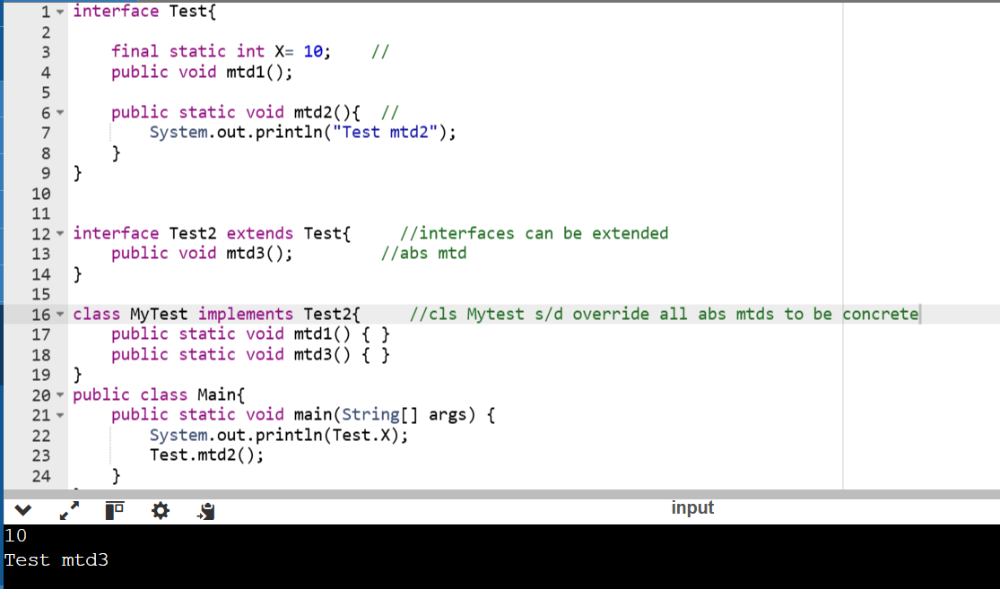 1 interface Test{
2
3 final static int X= 10; //
4 public void mtd1();
5
6 public static void mtd2(){ //
7 System.out.println("Test mtd2");
8 }
9 }
10
11
12 interface Test2 extends Test{ //interfaces can be extended
13 public void mtd3(); //abs mtd
14 }
15
16 class MyTest implements Test2{ //cls Mytest s/d override all abs mtds to be concrete
17 public static void mtd1() { }
18 public static void mtd3() { }
19 }
20 public class Main{
21 public static void main(String[] args) {
22 System.out.println(Test.X);
23 Test.mtd2();
24 }
input
10
Test mtd3